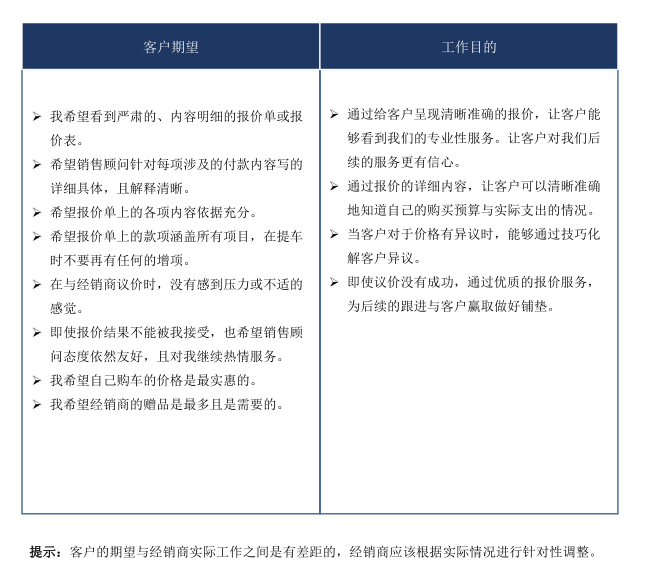 客户期望
工作目的
➢ 我希望看到严肃的、内容明细的报价单或报
价表。
➢ 希望销售顾问针对每项涉及的付款内容写的
详细具体，且解释清晰。
➢ 希望报价单上的各项内容依据充分。
➢ 希望报价单上的款项涵盖所有项目，在提车
时不要再有任何的增项。
➢ 在与经销商议价时，没有感到压力或不适的
感觉。
➢ 即使报价结果不能被我接受，也希望销售顾
问态度依然友好，且对我继续热情服务。
➢ 我希望自己购车的价格是最实惠的。
➢ 我希望经销商的赠品是最多且是需要的。
➢ 通过给客户呈现清晰准确的报价，让客户能
够看到我们的专业性服务。让客户对我们后
续的服务更有信心。
➢ 通过报价的详细内容，让客户可以清晰准确
地知道自己的购买预算与实际支出的情况。
➢ 当客户对于价格有异议时，能够通过技巧化
解客户异议。
➢ 即使议价没有成功，通过优质的报价服务，
为后续的跟进与客户赢取做好铺垫。
提示：客户的期望与经销商实际工作之间是有差距的，经销商应该根据实际情况进行针对性调整。